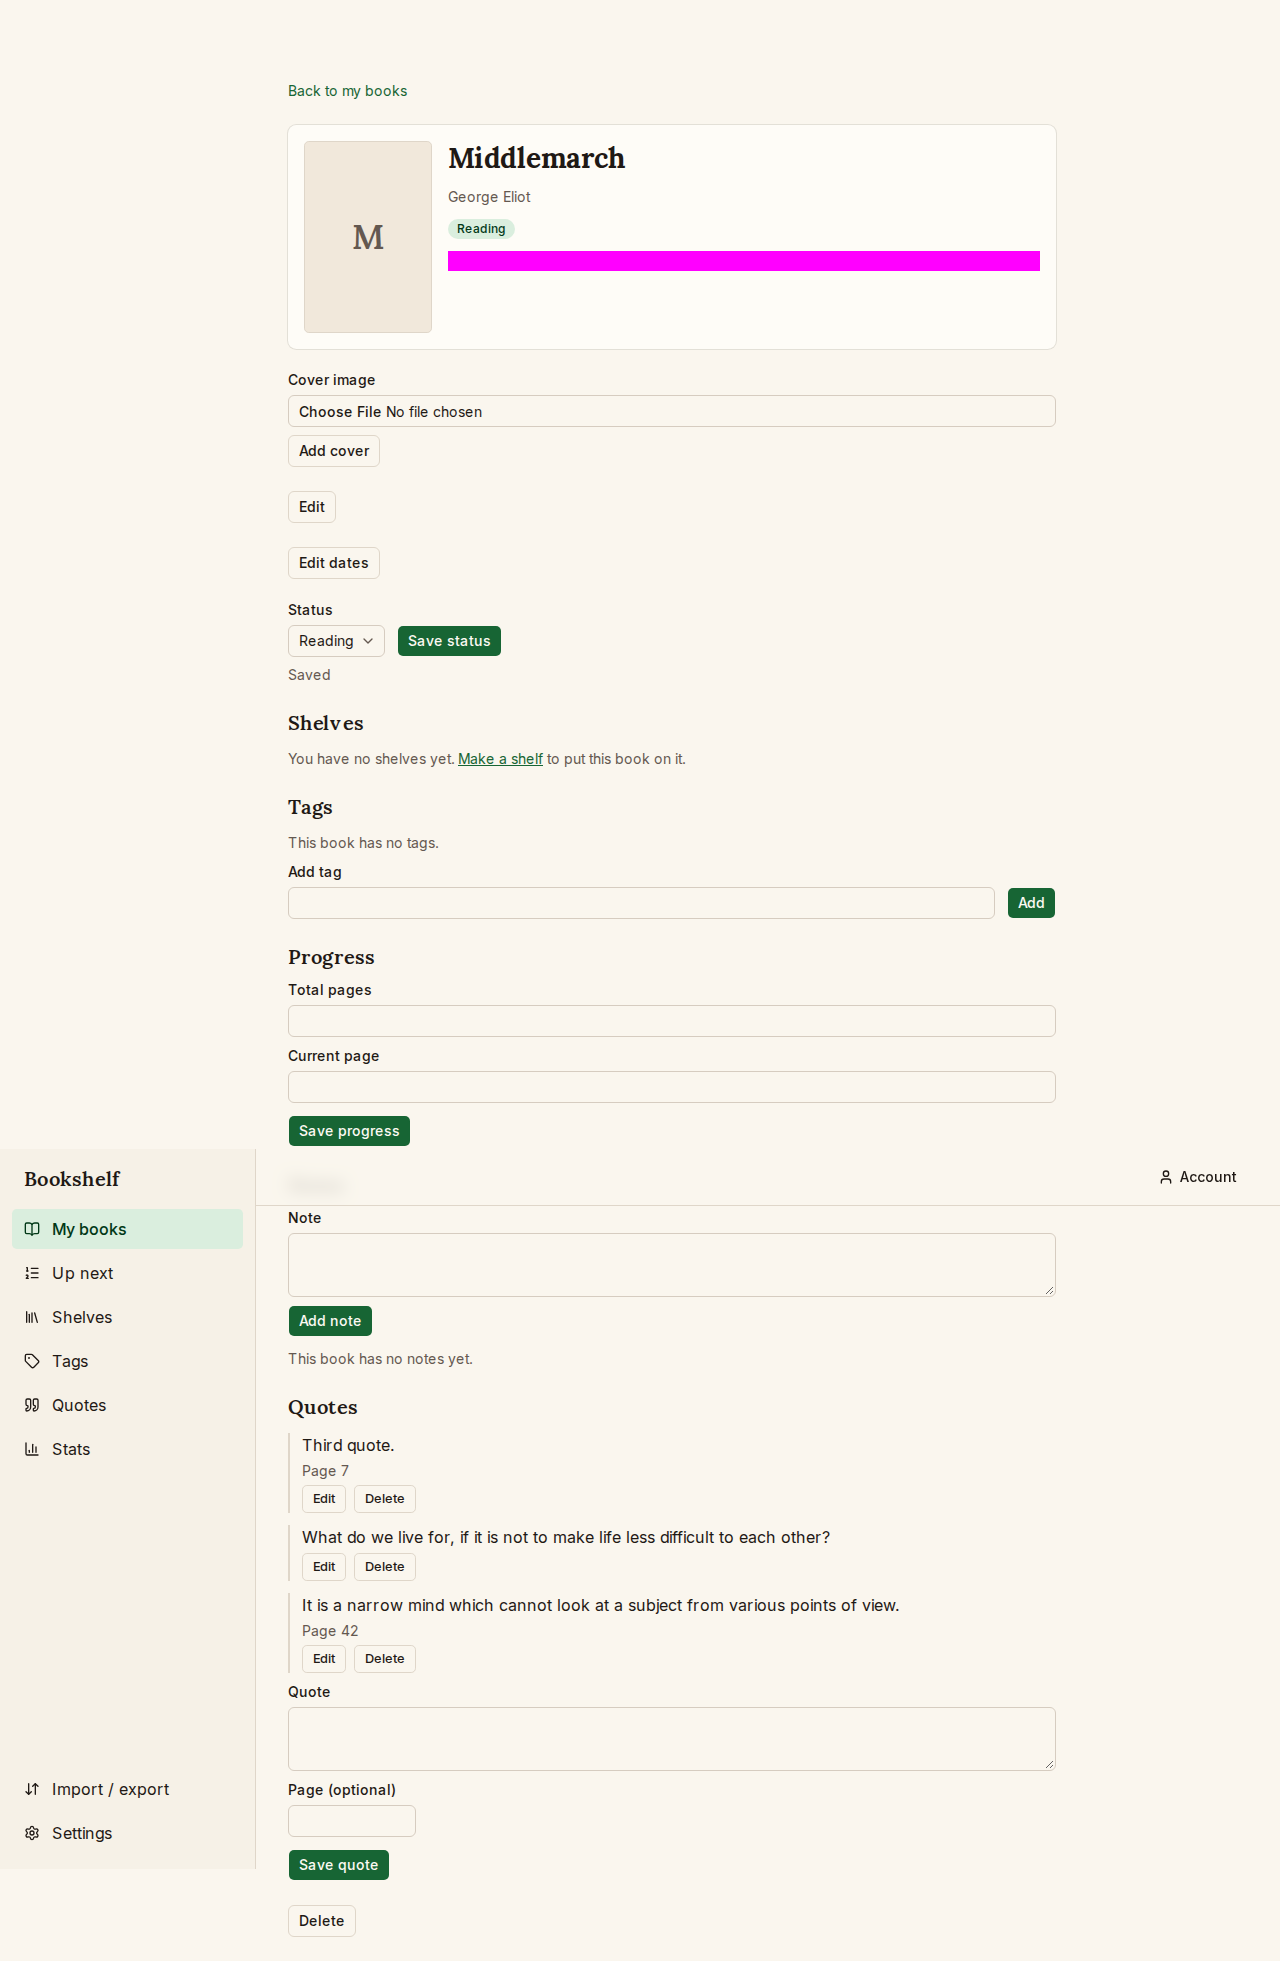 Back to my books
M
Middlemarch
George Eliot
Reading
Cover image
Choose File No file chosen
Add cover
Edit
Edit dates
Status
Reading
Save status
Saved
Shelves
You have no shelves yet. Make a shelf to put this book on it.
Tags
This book has no tags.
Add tag
Add
Progress
Total pages
Current page
Save progress
Bookshelf
My books
Up next
Shelves
Tags
Quotes
Stats
Import / export
Settings
Account
Note
Add note
This book has no notes yet.
Quotes
Third quote.
Page 7
Edit
Delete
What do we live for, if it is not to make life less difficult to each other?
Edit
Delete
It is a narrow mind which cannot look at a subject from various points of view.
Page 42
Edit
Delete
Quote
Page (optional)
Save quote
Delete